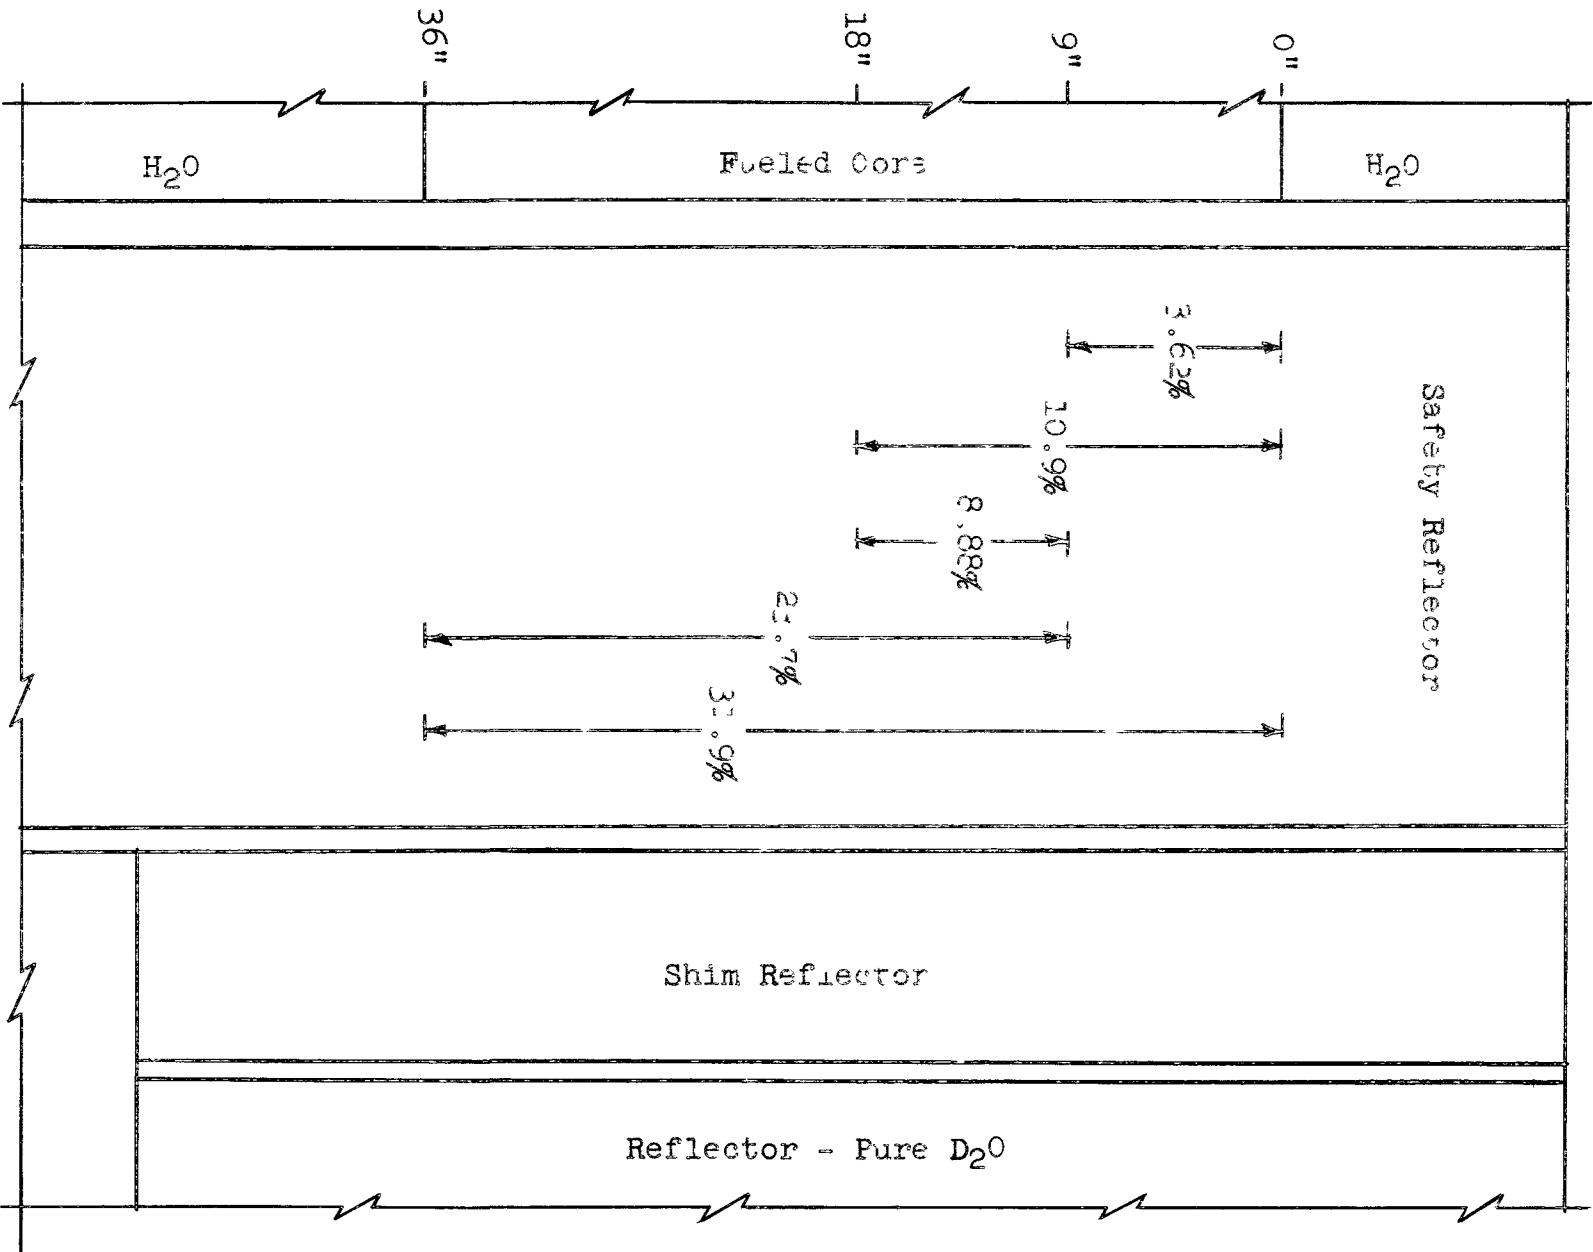 36"
18"
9"
0"
H₂O
Fueled Core
H₂O
3.62%
10.9%
8.88%
Safety Reflector
Shim Reflector
Reflector - Pure D₂O